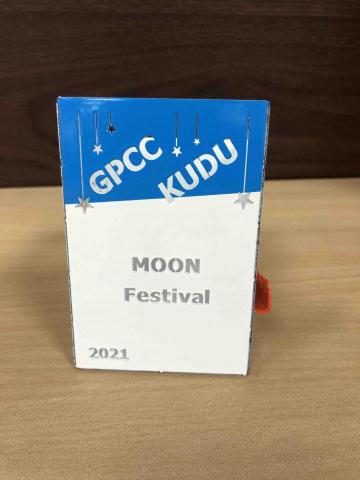 GPCC
KUDU
MOON
Festival
2021